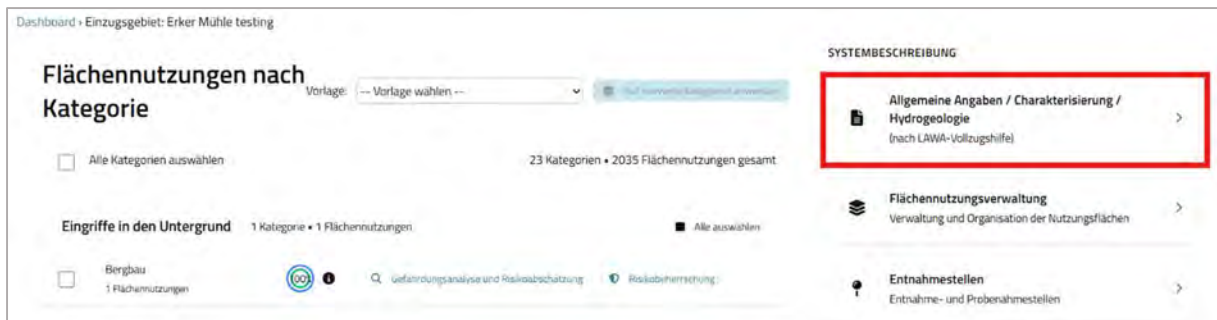 Dashboard › Einzugsgebiet: Erker Mühle testing
Flächennutzungen nach
Kategorie
Vorlage:
-- Vorlage wählen --
Alle Kategorien auswählen
23 Kategorien • 2035 Flächennutzungen gesamt
Eingriffe in den Untergrund
1 Kategorie • 1 Flächennutzungen
Alle auswählen
Bergbau
1 Flächennutzungen
Gefährdungsanalyse und Risikoabschätzung
Risikobeherrschung
SYSTEMBESCHREIBUNG
Allgemeine Angaben / Charakterisierung /
Hydrogeologie
(nach LAWA-Vollzugshilfe)
Flächennutzungsverwaltung
Verwaltung und Organisation der Nutzungsflächen
Entnahmestellen
Entnahme- und Probenahmestellen